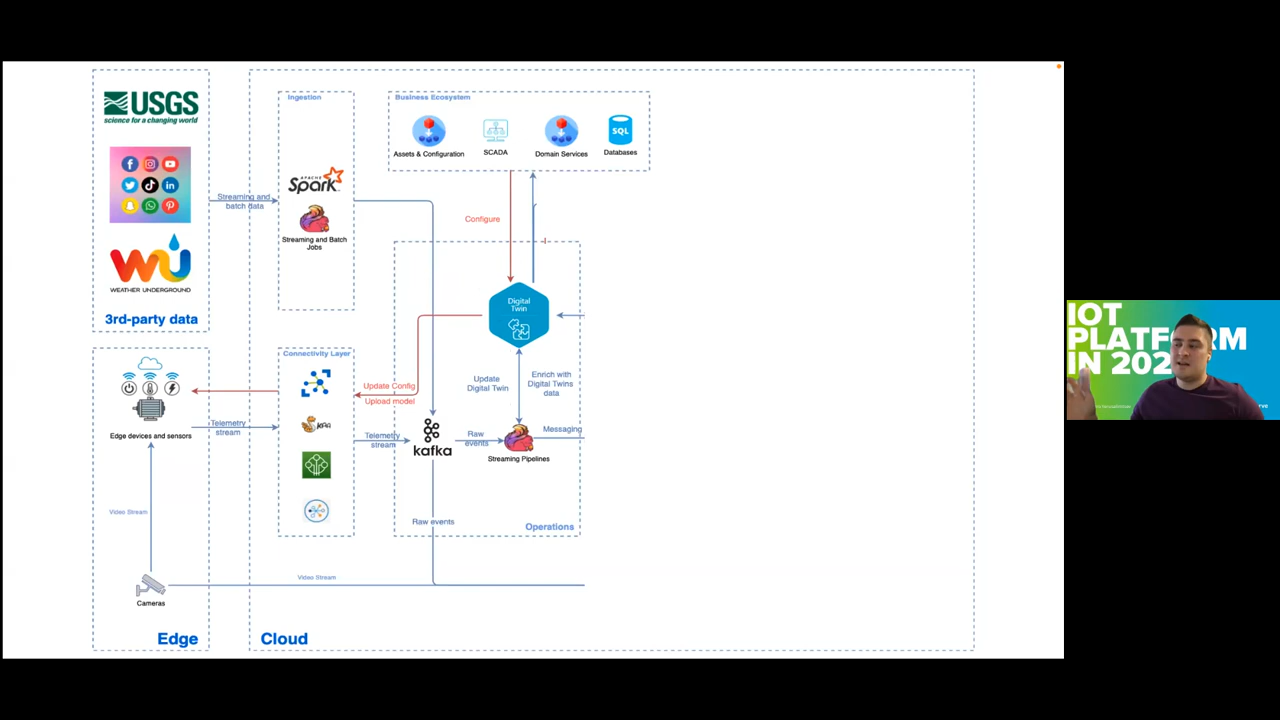 USGS
science for a changing world
WEATHER UNDERGROUND
3rd-party data
Streaming and
batch data
Ingestion
APACHE
Spark
Streaming and Batch
Jobs
Business Ecosystem
Assets & Configuration
SCADA
Domain Services
SQL
Databases
Configure
Digital
Twin
Connectivity Layer
KAA
Update Config
Upload model
Update
Digital Twin
Enrich with
Digital Twins
data
Edge devices and sensors
Telemetry
stream
Telemetry
stream
kafka
Raw
events
Messaging
Streaming Pipelines
Raw events
Operations
Video Stream
Video Stream
Cameras
Edge
Cloud
IOT
PLATFORM
IN 202